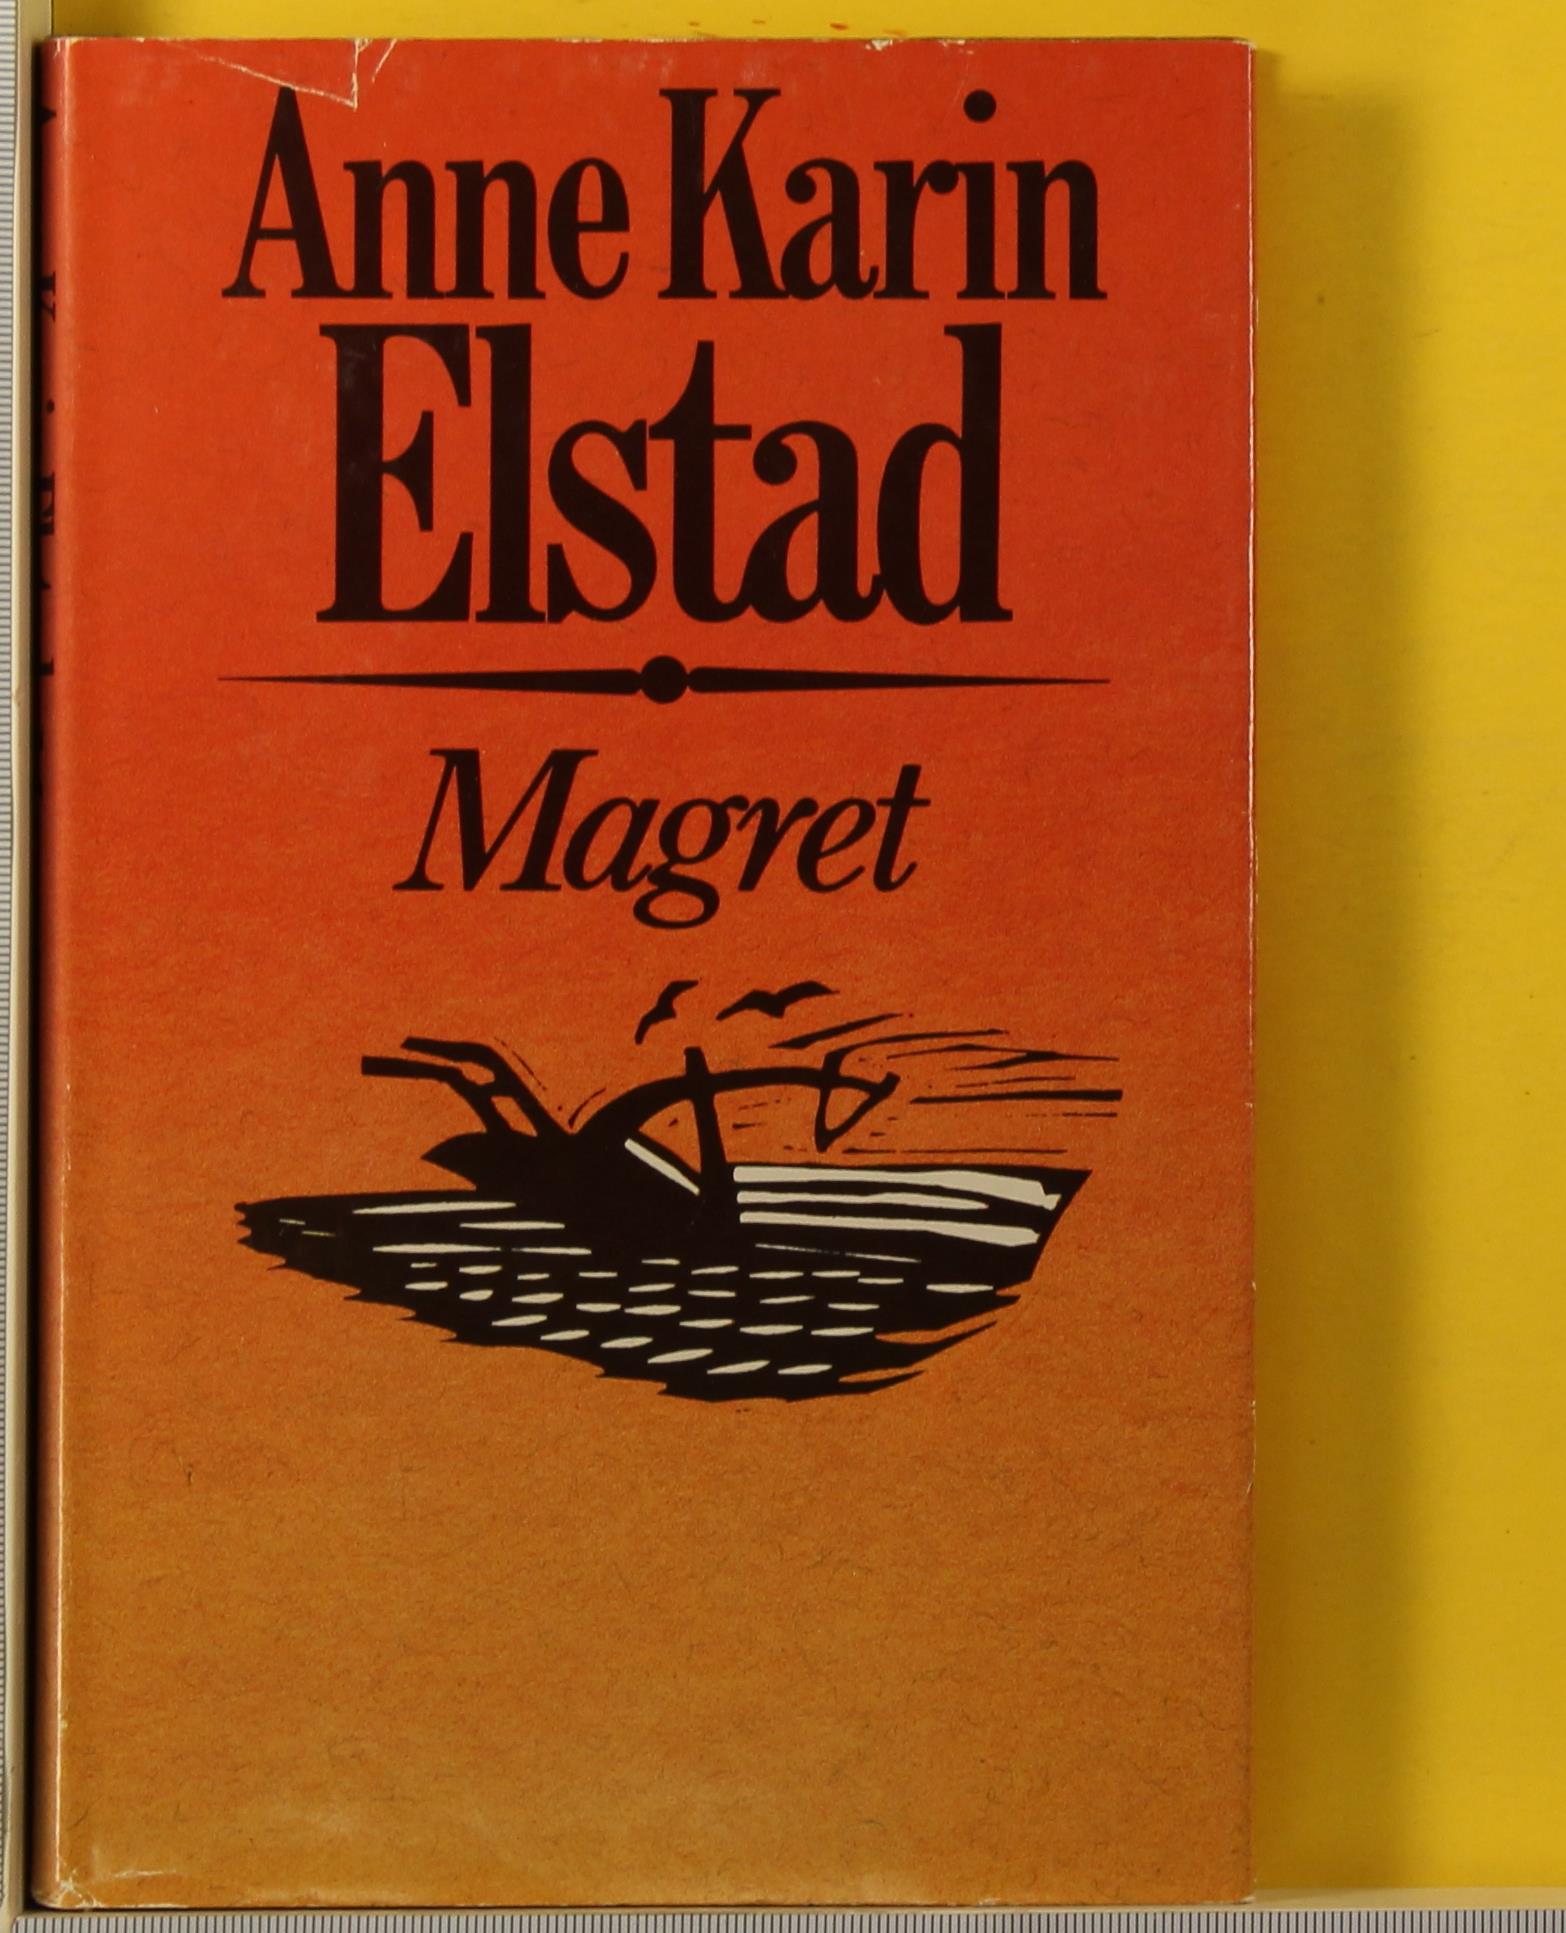 Anne Karin
Elstad
Magret